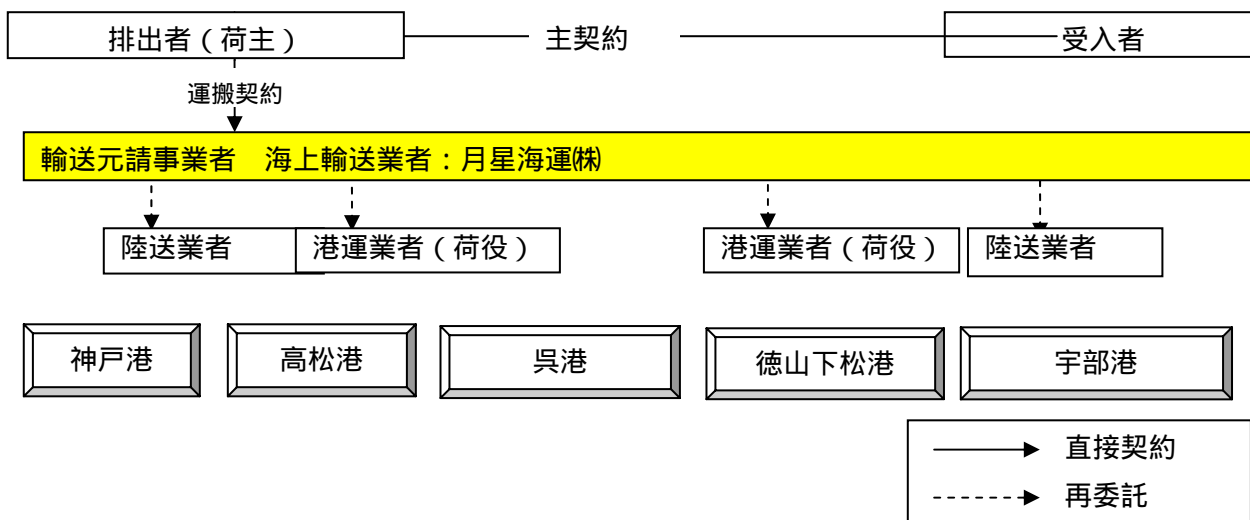 排出者（荷主） 主契約 受入者
運搬契約
輸送元請事業者　海上輸送業者：月星海運㈱
陸送業者 港運業者（荷役） 港運業者（荷役） 陸送業者
神戸港 高松港 呉港 徳山下松港 宇部港
直接契約
再委託